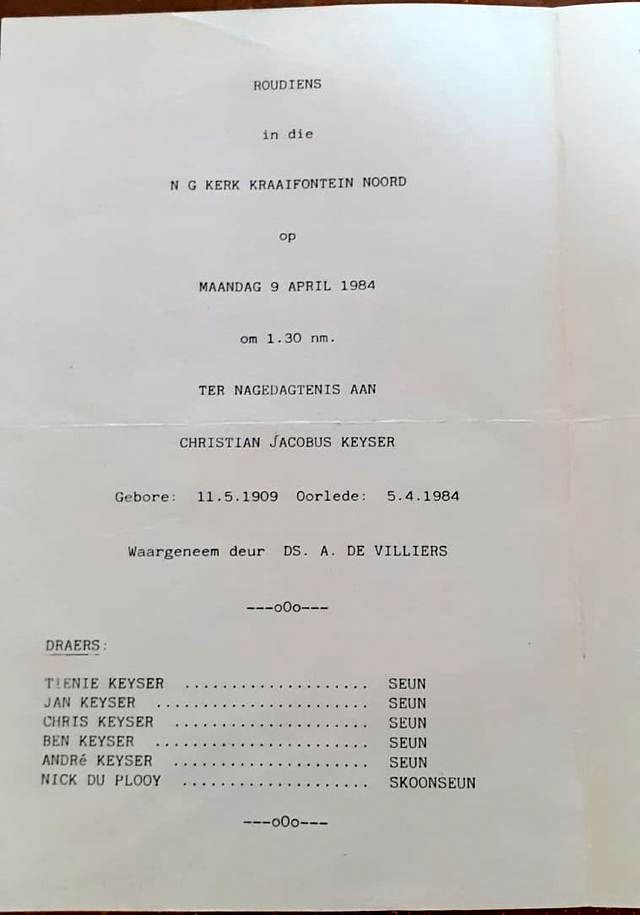 ROUDIENS
in die
N G KERK KRAAIFONTEIN NOORD
op
MAANDAG 9 APRIL 1984
om 1.30 nm.
TER NAGEDAGTENIS AAN
CHRISTIAN JACOBUS KEYSER
Gebore: 11.5.1909 Oorlede: 5.4.1984
Waargeneem deur DS. A. DE VILLIERS
---oOo---
DRAERS:
TIENIE KEYSER ................... SEUN
JAN KEYSER ...................... SEUN
CHRIS KEYSER .................... SEUN
BEN KEYSER ...................... SEUN
ANDRé KEYSER .................... SEUN
NICK DU PLOOY ................... SKOONSEUN
---oOo---